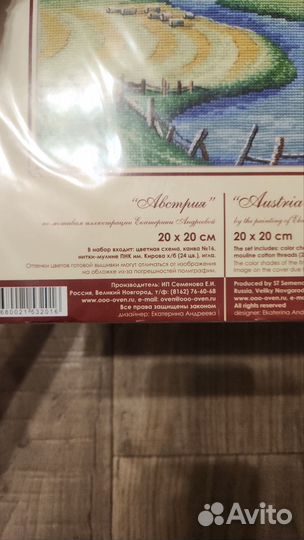 "Австрия"
по мотивам иллюстрации Екатерины Андреевой
20 x 20 см
В набор входит: цветная схема, канва №16,
нитки-мулине ПНК им. Кирова х/б (24 цв.), игла.
Оттенки цветов готовой вышивки могут отличаться от изображения
на обложке из-за погрешностей полиграфии.
"Austria
by the painting of
20 x 20 cm
The set includes: color
mouline cotton threads (2
The color shades of the
image on the cover due
Производитель: ИП Семенова Е.И.
Россия, Великий Новгород, т/ф: (8162) 76-60-68
www.ooo-oven.ru, e-mail: oven@ooo-oven.ru
Все права защищены законом
дизайнер: Екатерина Андреева
Produced by ST Semeno
Russia, Veliky Novgorod
www.ooo-oven.ru, e-mail
All rights reserved
designer: Ekaterina And
680021"532016
Avito